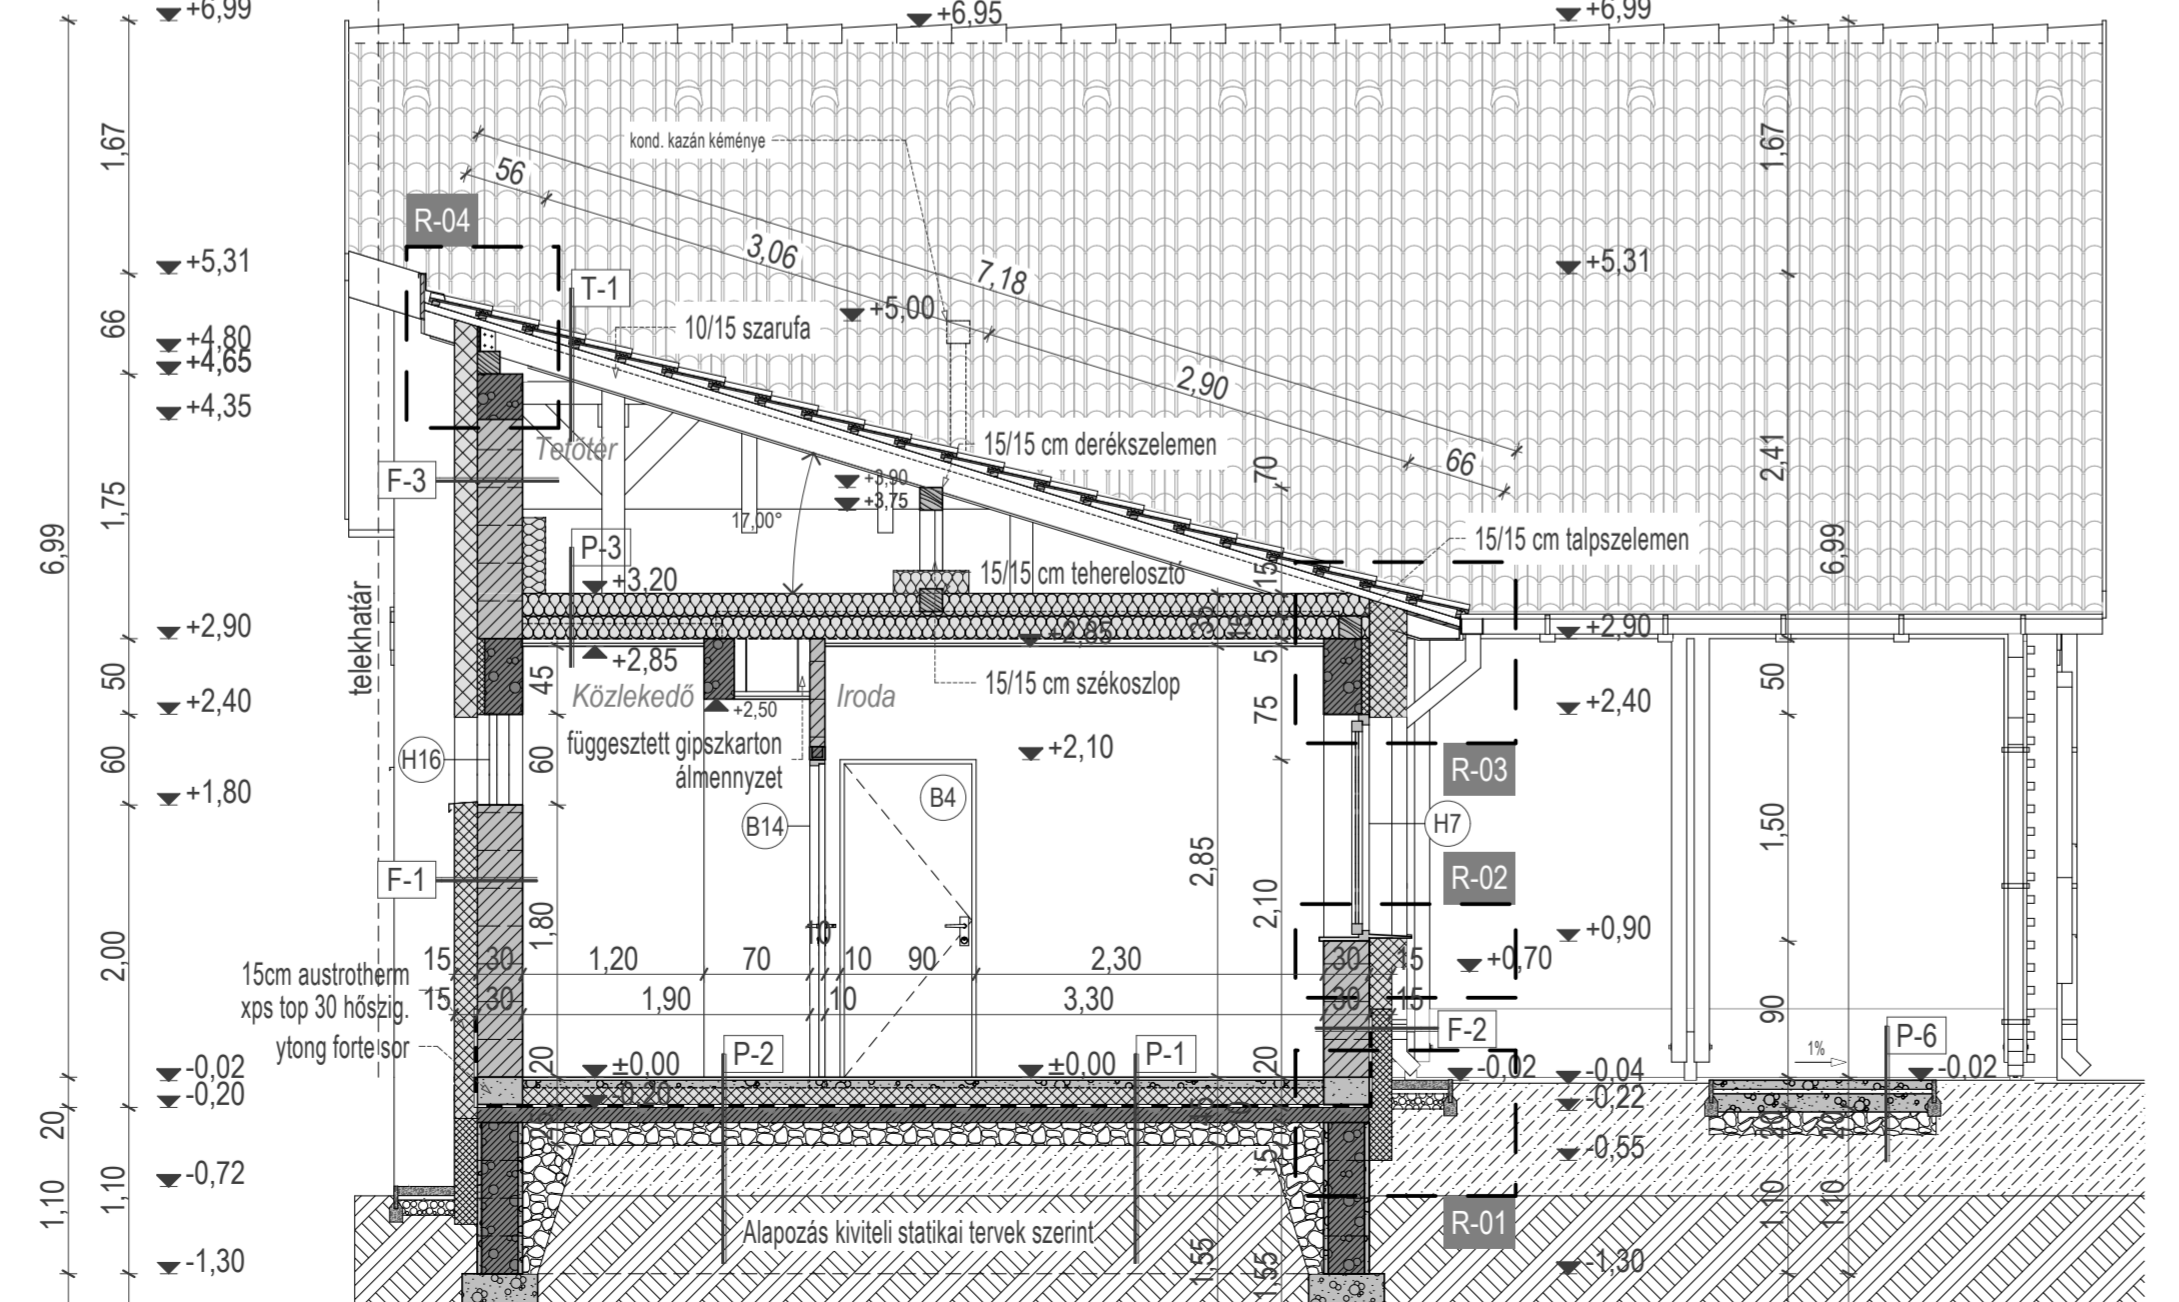 +6,99
+6,95
+6,99
1,67
kond. kazán kéménye
1,67
56
R-04
3,06
7,18
+5,31
+5,31
T-1
+5,00
66
10/15 szarufa
+4,80
+4,65
2,90
+4,35
15/15 cm derékszelemen
2,41
Tetőtér
70
66
F-3
+3,90
+3,75
1,75
17,00°
6,99
6,99
P-3
15/15 cm talpszelemen
+3,20
15/15 cm teherelosztó
15
telekhatár
+2,90
+2,85
+2,90
+2,85
5
50
45
Közlekedő
Iroda
15/15 cm székoszlop
50
+2,40
+2,50
75
+2,40
függesztett gipszkarton
álmennyzet
+2,10
H16
60
60
R-03
+1,80
B4
B14
H7
1,50
2,85
F-1
R-02
1,80
2,10
+0,90
2,00
15
30
1,20
70
10
10
90
2,30
30
15
+0,70
15cm austrotherm
xps top 30 hőszig.
15
30
1,90
10
3,30
30
15
90
ytong forte sor
P-2
P-1
F-2
P-6
1%
-0,02
20
±0,00
±0,00
20
-0,02
-0,04
-0,02
-0,20
-0,20
-0,22
20
20
20
15
-0,55
-0,72
1,10
1,10
1,10
1,10
Alapozás kiviteli statikai tervek szerint
R-01
-1,30
1,55
1,55
-1,30